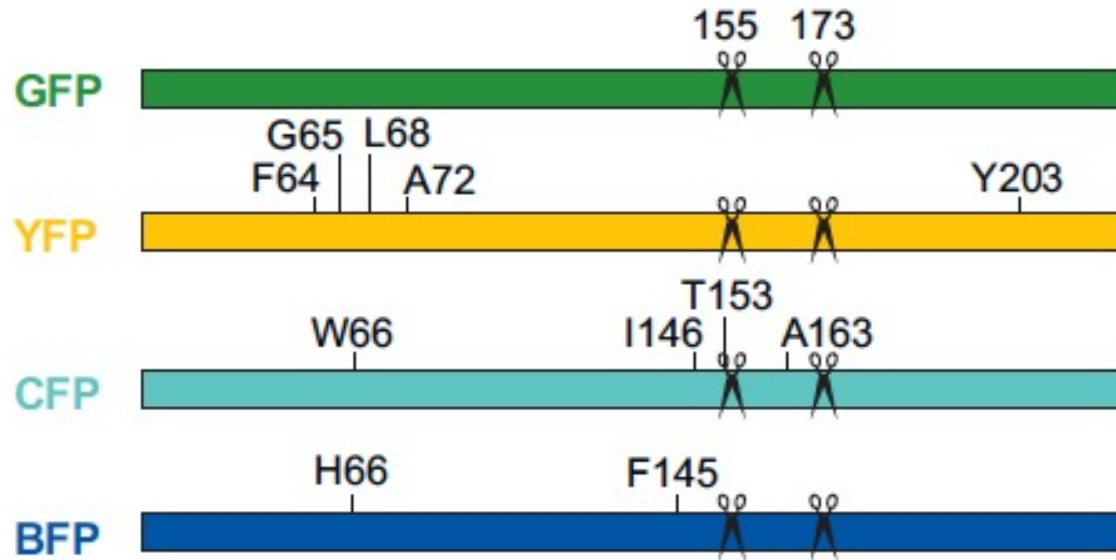 155 173
GFP
G65 L68
F64 A72 Y203
YFP
T153
W66 I146 A163
CFP
H66 F145
BFP